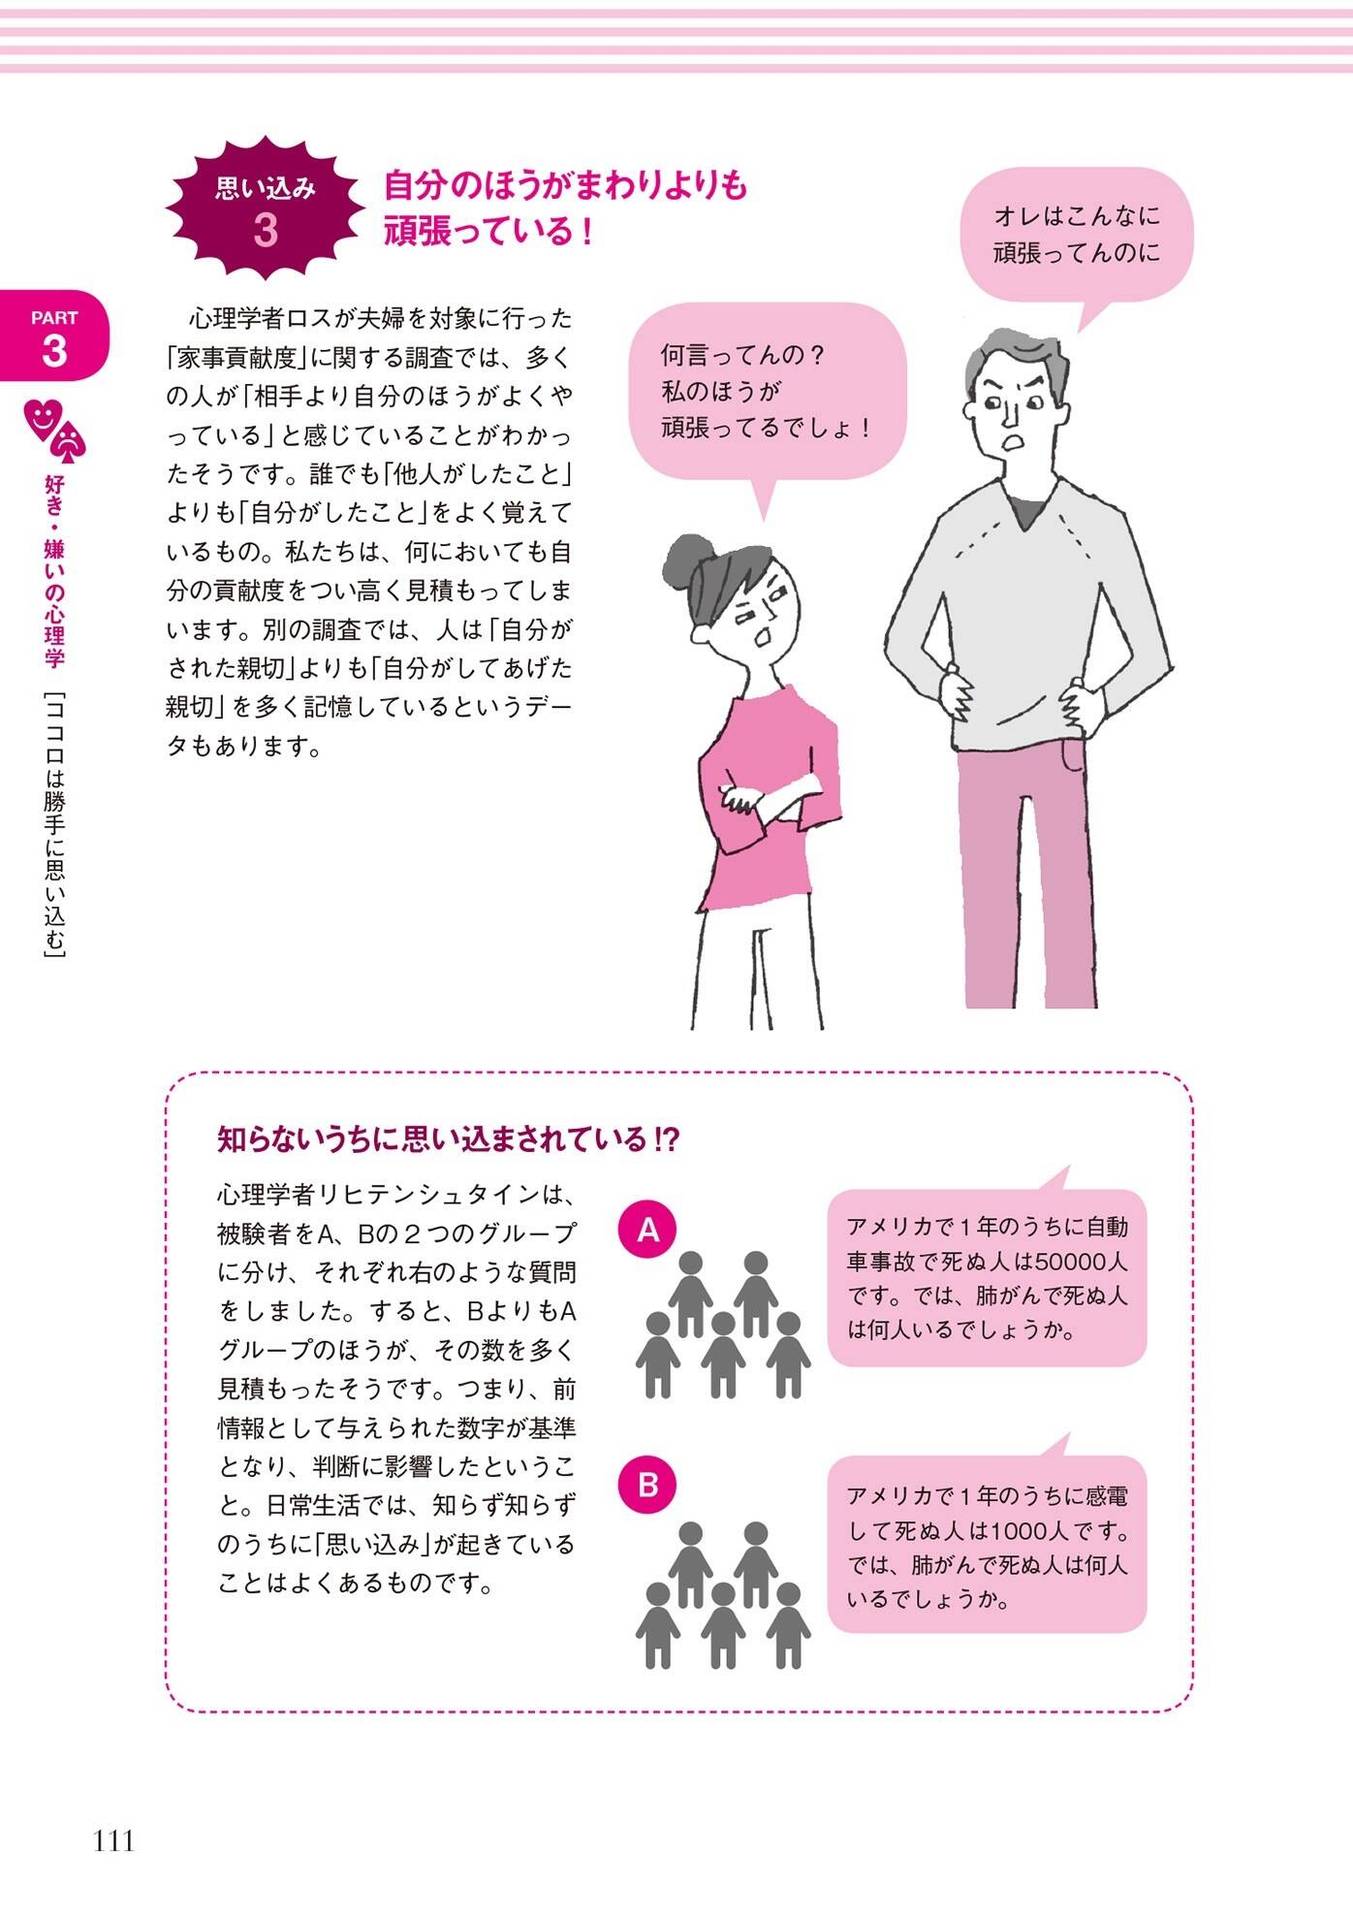 思い込み
3
自分のほうがまわりよりも
頑張っている！
オレはこんなに
頑張ってんのに
何言ってんの？
私のほうが
頑張ってるでしょ！
PART
3
好き・嫌いの心理学 ［ココロは勝手に思い込む］
心理学者ロスが夫婦を対象に行った
「家事貢献度」に関する調査では、多く
の人が「相手より自分のほうがよくや
っている」と感じていることがわかっ
たそうです。誰でも「他人がしたこと」
よりも「自分がしたこと」をよく覚えて
いるもの。私たちは、何においても自
分の貢献度をつい高く見積もってしま
います。別の調査では、人は「自分が
された親切」よりも「自分がしてあげた
親切」を多く記憶しているというデー
タもあります。
知らないうちに思い込まされている!?
心理学者リヒテンシュタインは、
被験者をA、Bの２つのグループ
に分け、それぞれ右のような質問
をしました。すると、BよりもA
グループのほうが、その数を多く
見積もったそうです。つまり、前
情報として与えられた数字が基準
となり、判断に影響したというこ
と。日常生活では、知らず知らず
のうちに「思い込み」が起きている
ことはよくあるものです。
A
アメリカで１年のうちに自動
車事故で死ぬ人は50000人
です。では、肺がんで死ぬ人
は何人いるでしょうか。
B
アメリカで１年のうちに感電
して死ぬ人は1000人です。
では、肺がんで死ぬ人は何人
いるでしょうか。
111